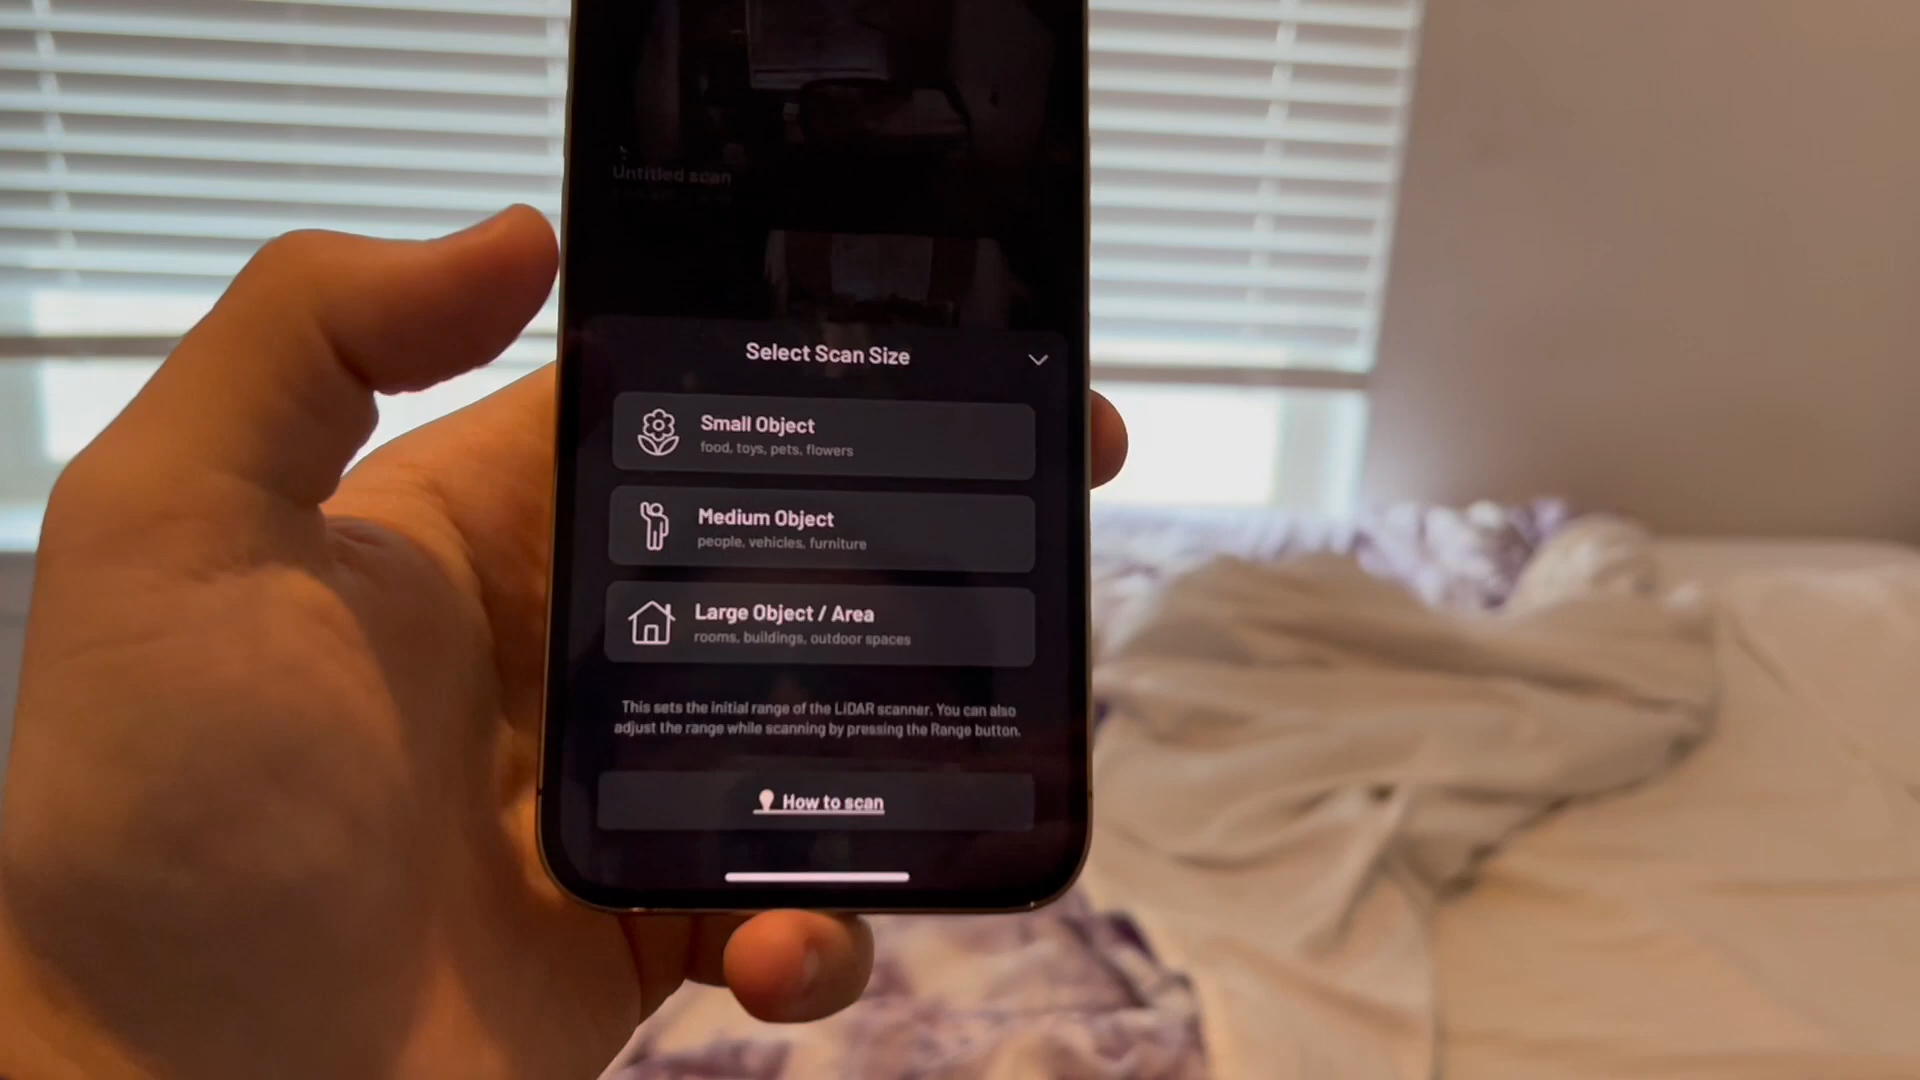 Untitled scan
Select Scan Size
Small Object
food, toys, pets, flowers
Medium Object
people, vehicles, furniture
Large Object / Area
rooms, buildings, outdoor spaces
This sets the initial range of the LiDAR scanner. You can also
adjust the range while scanning by pressing the Range button.
How to scan